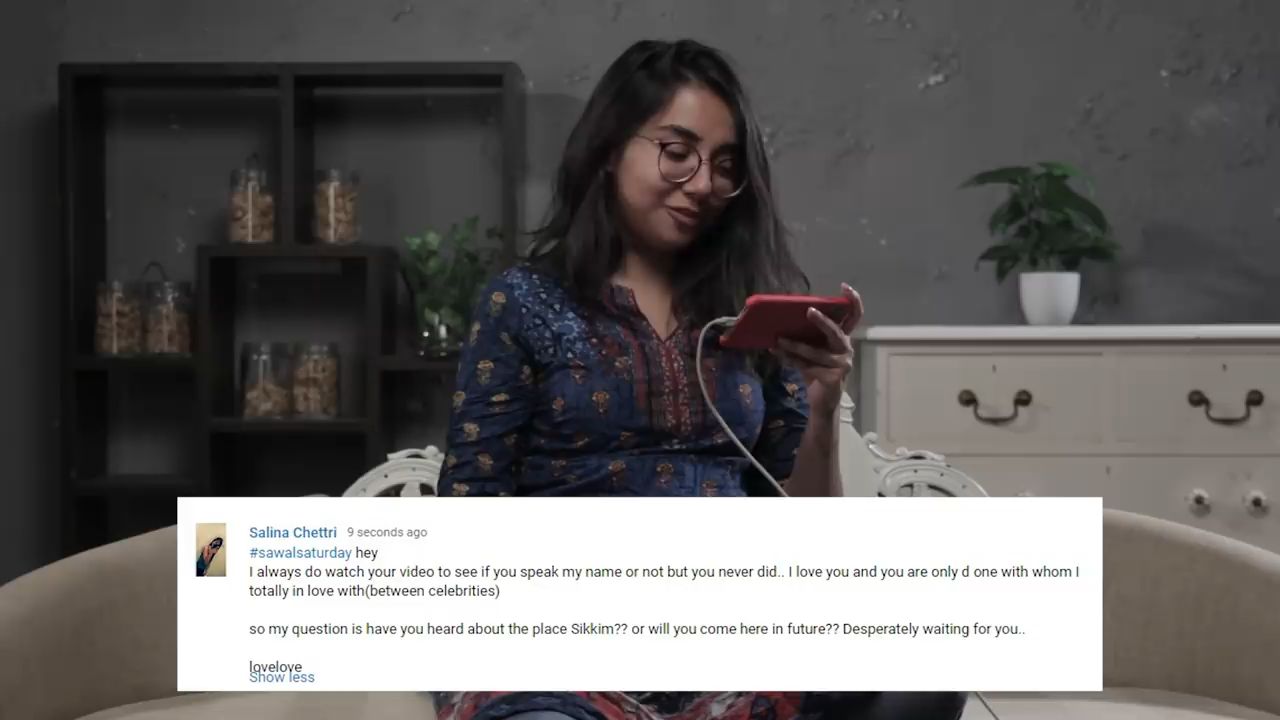 Salina Chettri 9 seconds ago
#sawalsaturday hey
I always do watch your video to see if you speak my name or not but you never did.. I love you and you are only d one with whom I
totally in love with(between celebrities)
so my question is have you heard about the place Sikkim?? or will you come here in future?? Desperately waiting for you..
lovelove
Show less